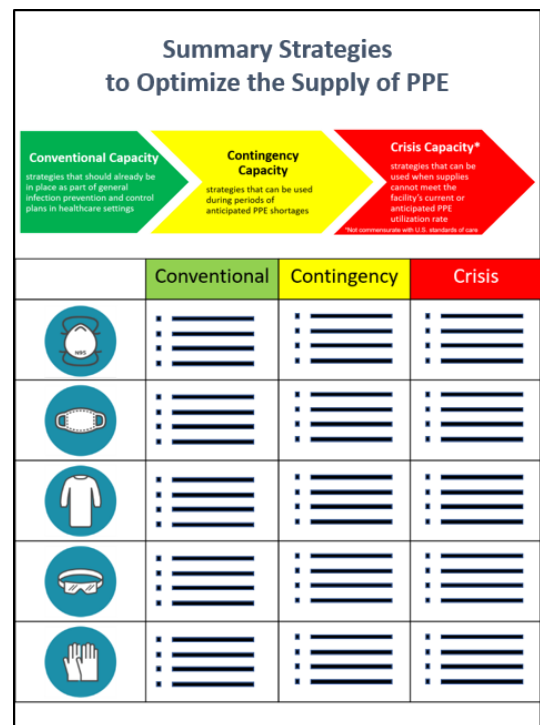 Summary Strategies
to Optimize the Supply of PPE
Conventional Capacity
strategies that should already be
in place as part of general
infection prevention and control
plans in healthcare settings
Contingency
Capacity
strategies that can be used
during periods of
anticipated PPE shortages
Crisis Capacity*
strategies that can be
used when supplies
cannot meet the
facility's current or
anticipated PPE
utilization rate
*Not commensurate with U.S. standards of care
Conventional
Contingency
Crisis
N95